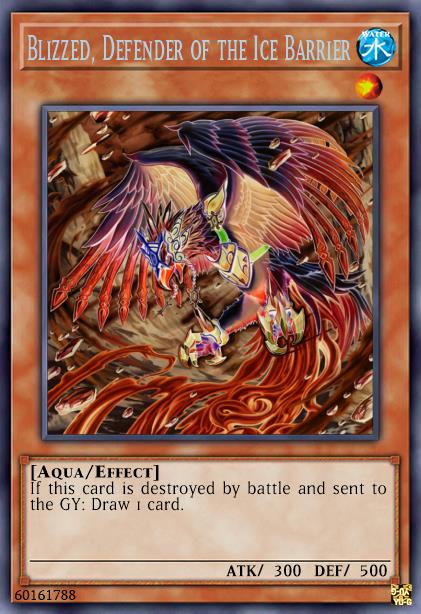 Blizzed, Defender of the Ice Barrier
WATER
水
[Aqua/Effect]
If this card is destroyed by battle and sent to
the GY: Draw 1 card.
ATK/ 300 DEF/ 500
60161788